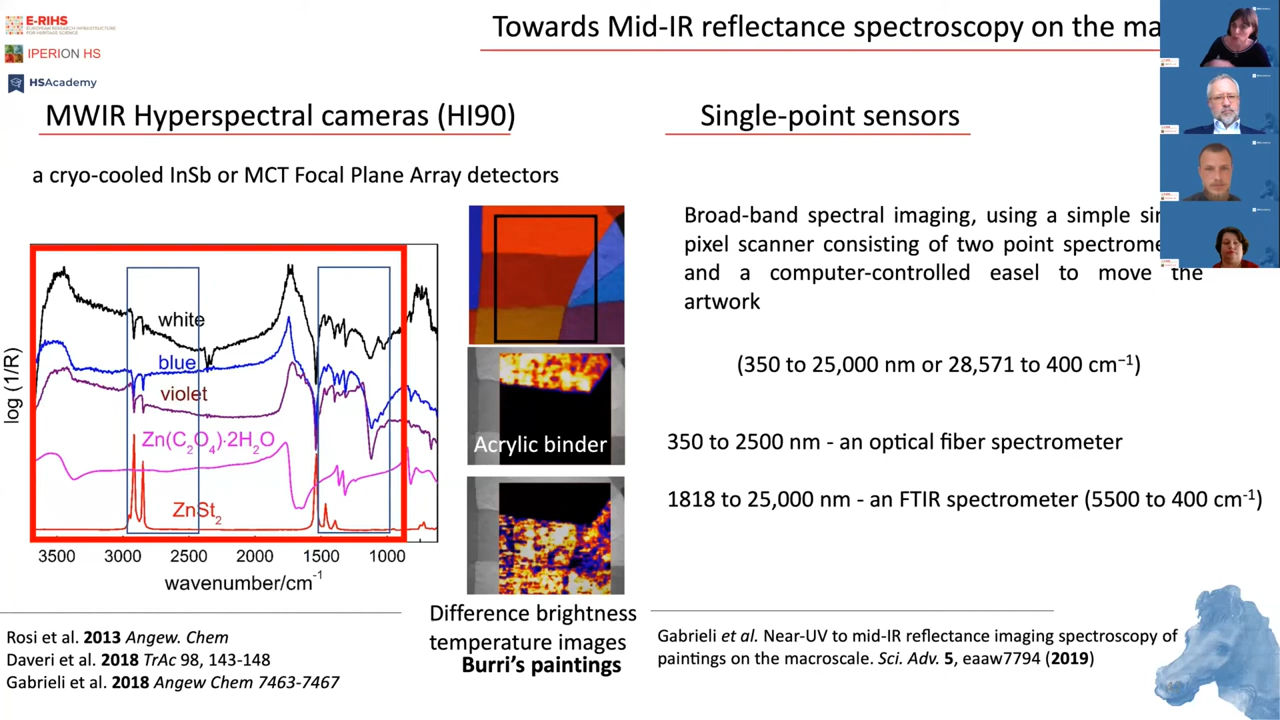 E-RIHS
EUROPEAN RESEARCH INFRASTRUCTURE
FOR HERITAGE SCIENCE
IPERION HS
HSAcademy
Towards Mid-IR reflectance spectroscopy on the ma
MWIR Hyperspectral cameras (HI90)
a cryo-cooled InSb or MCT Focal Plane Array detectors
log (1/R)
white
blue
violet
Zn(C₂O₄)·2H₂O
ZnSt₂
3500 3000 2500 2000 1500 1000
wavenumber/cm⁻¹
Acrylic binder
Difference brightness
temperature images
Burri's paintings
Rosi et al. 2013 Angew. Chem
Daveri et al. 2018 TrAc 98, 143-148
Gabrieli et al. 2018 Angew Chem 7463-7467
Single-point sensors
Broad-band spectral imaging, using a simple sin
pixel scanner consisting of two point spectrome
and a computer-controlled easel to move the
artwork
(350 to 25,000 nm or 28,571 to 400 cm⁻¹)
350 to 2500 nm - an optical fiber spectrometer
1818 to 25,000 nm - an FTIR spectrometer (5500 to 400 cm⁻¹)
Gabrieli et al. Near-UV to mid-IR reflectance imaging spectroscopy of
paintings on the macroscale. Sci. Adv. 5, eaaw7794 (2019)